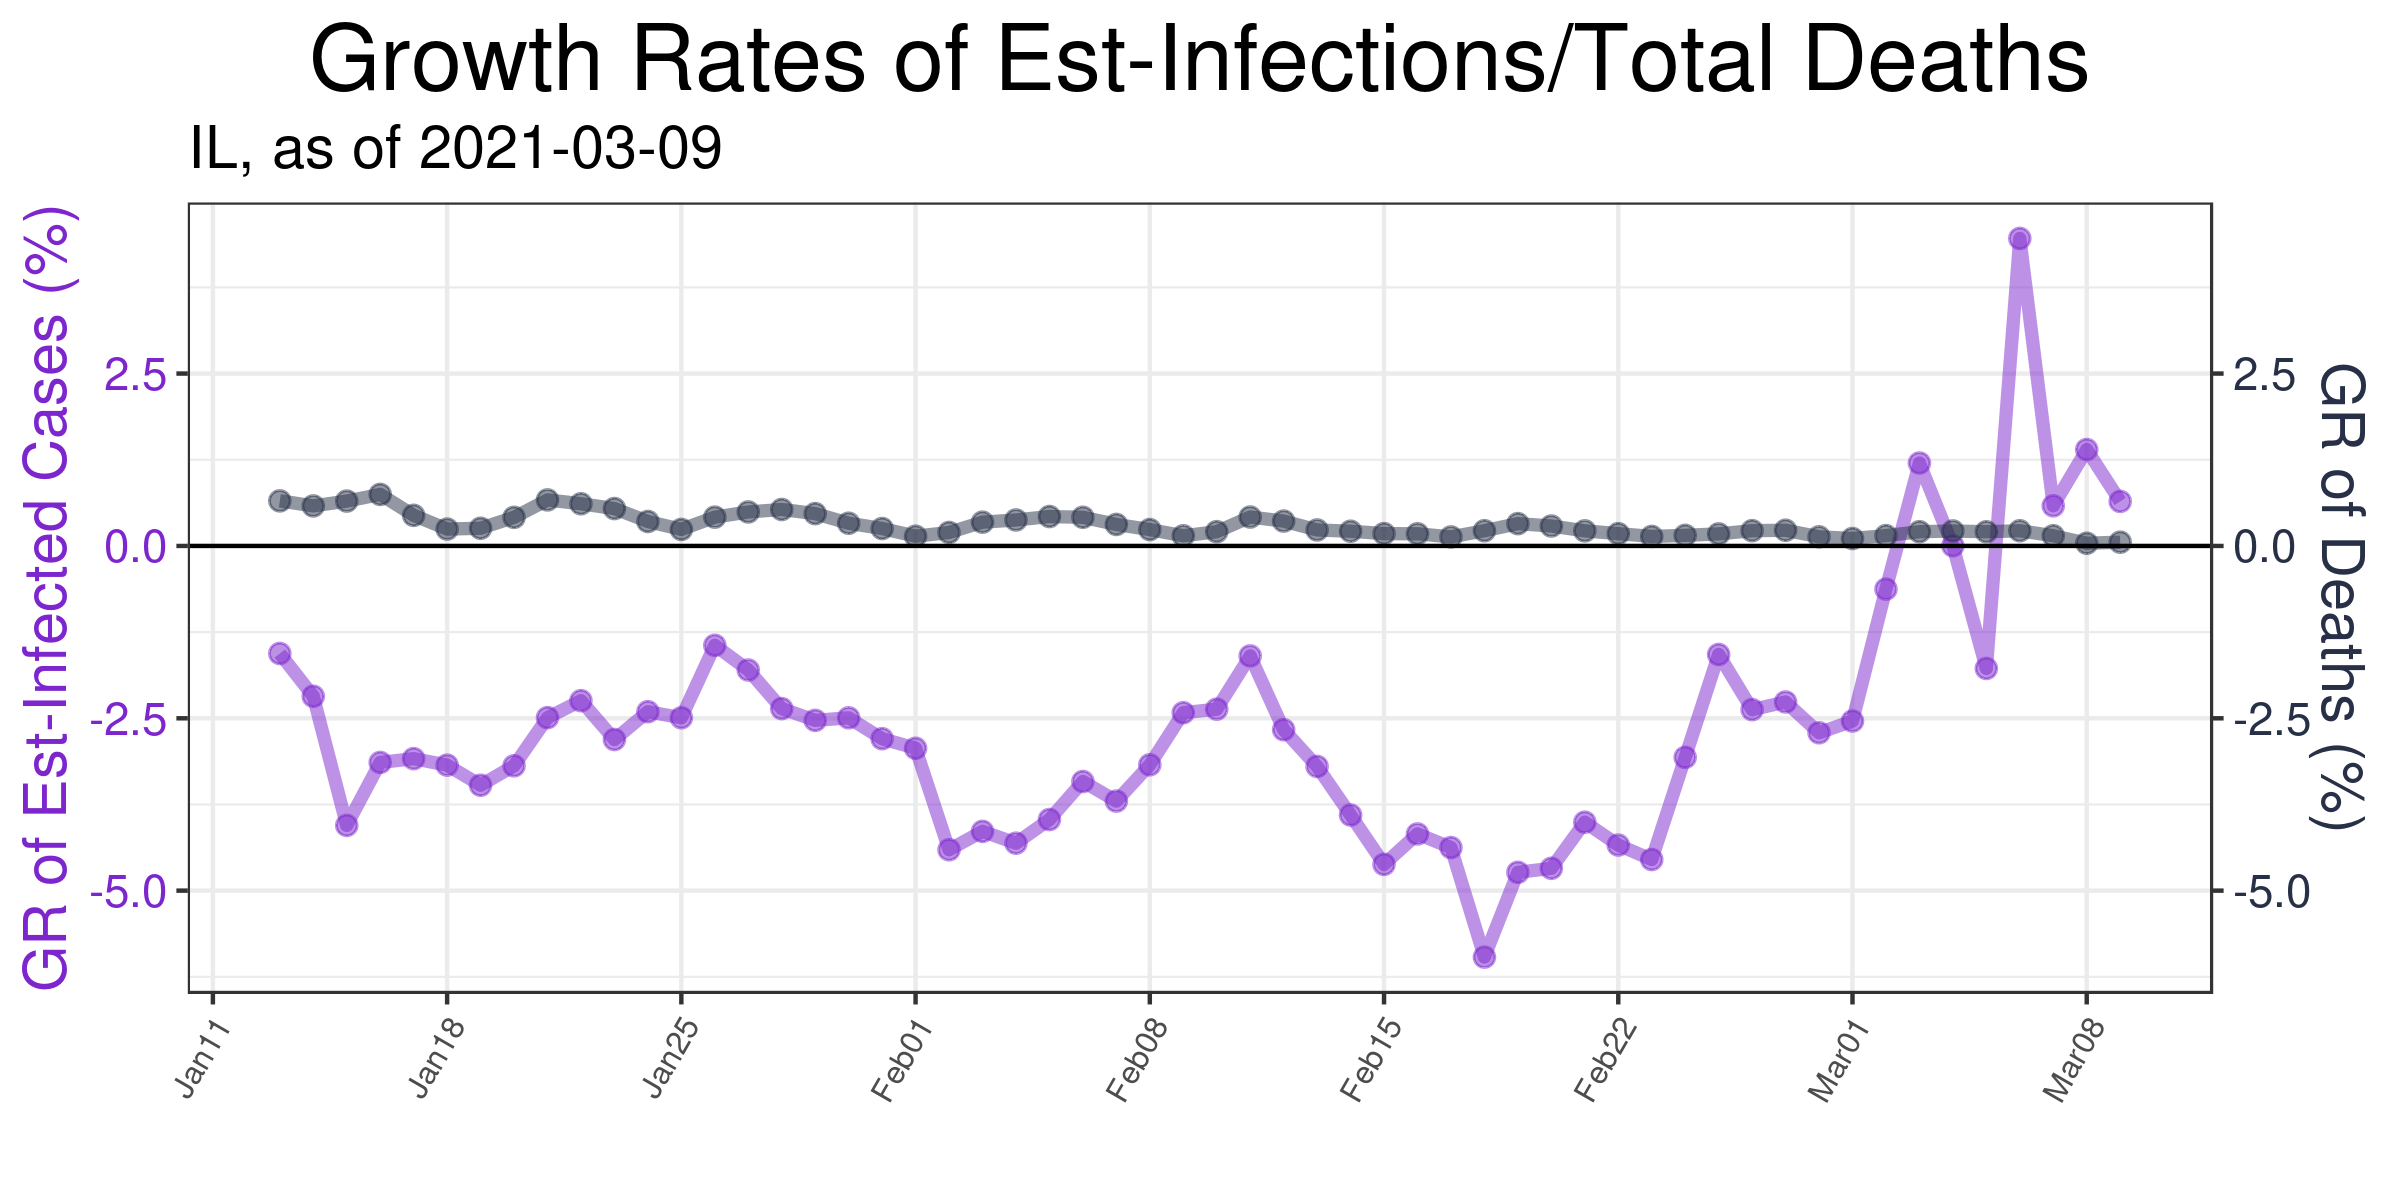 Growth Rates of Est-Infections/Total Deaths
IL, as of 2021-03-09
GR of Est-Infected Cases (%)
2.5
0.0
-2.5
-5.0
2.5
0.0
-2.5
-5.0
GR of Deaths (%)
Jan11
Jan18
Jan25
Feb01
Feb08
Feb15
Feb22
Mar01
Mar08